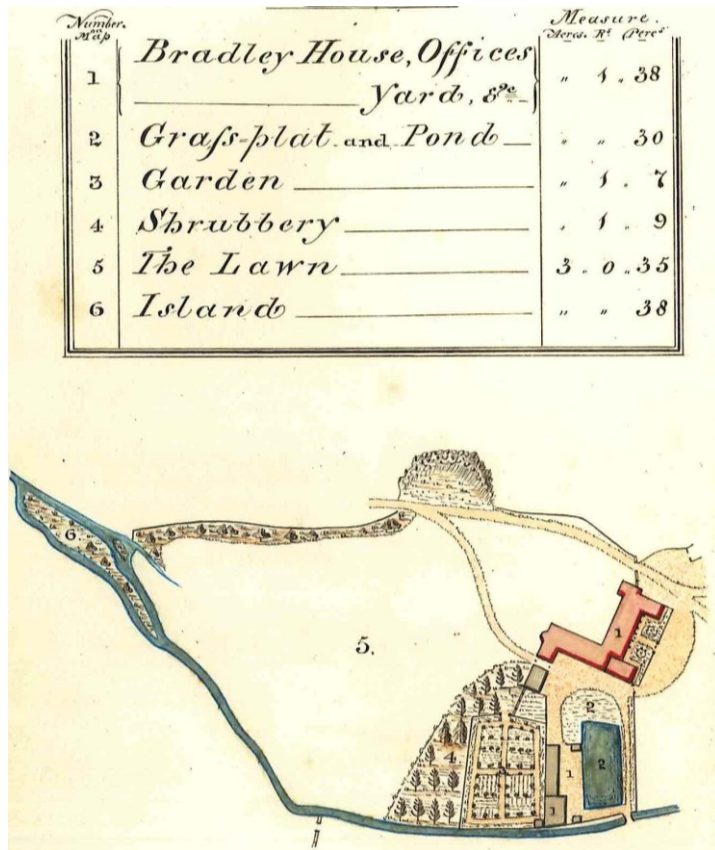 Number on Map
Measure.
Acres. Rs. Percs
1 Bradley House, Offices
Yard, &c. " 1 . 38
2 Graſs-plat and Pond " " 30
3 Garden " 1 . 7
4 Shrubbery " 1 " 9
5 The Lawn 3 . 0 . 35
6 Island " " 38
6.
5.
1
2
4
1
2
1